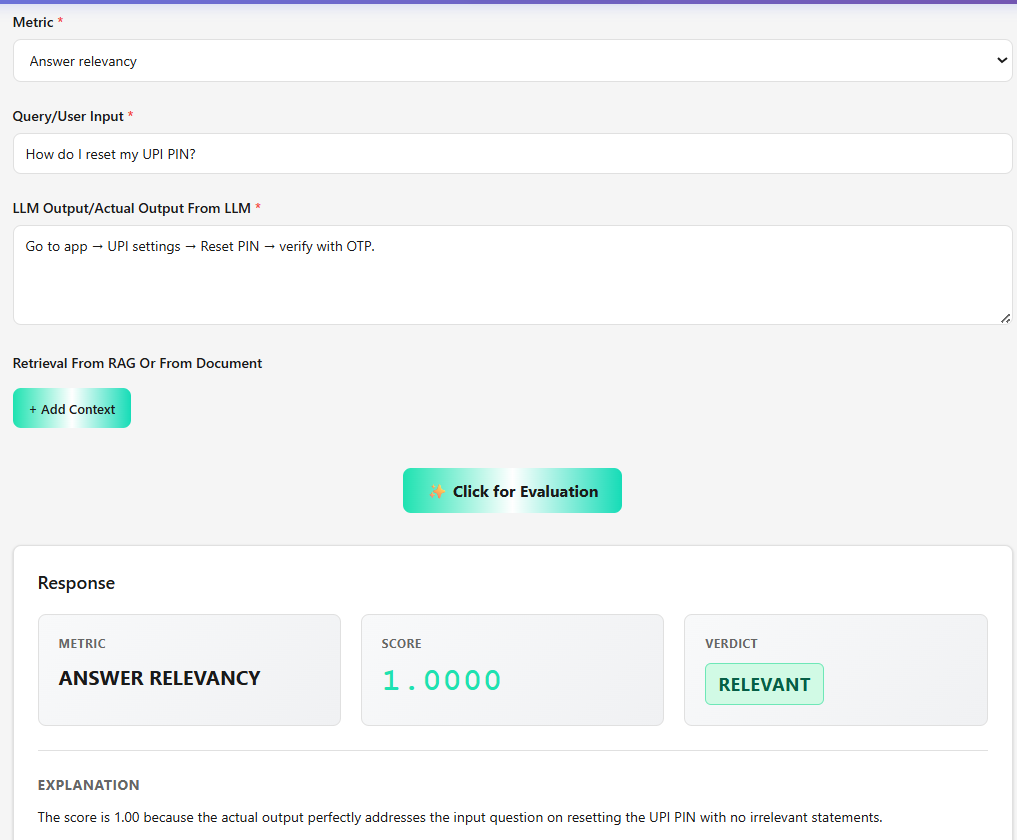 Metric *
Answer relevancy
Query/User Input *
How do I reset my UPI PIN?
LLM Output/Actual Output From LLM *
Go to app → UPI settings → Reset PIN → verify with OTP.
Retrieval From RAG Or From Document
+ Add Context
✨ Click for Evaluation
Response
METRIC
ANSWER RELEVANCY
SCORE
1.0000
VERDICT
RELEVANT
EXPLANATION
The score is 1.00 because the actual output perfectly addresses the input question on resetting the UPI PIN with no irrelevant statements.